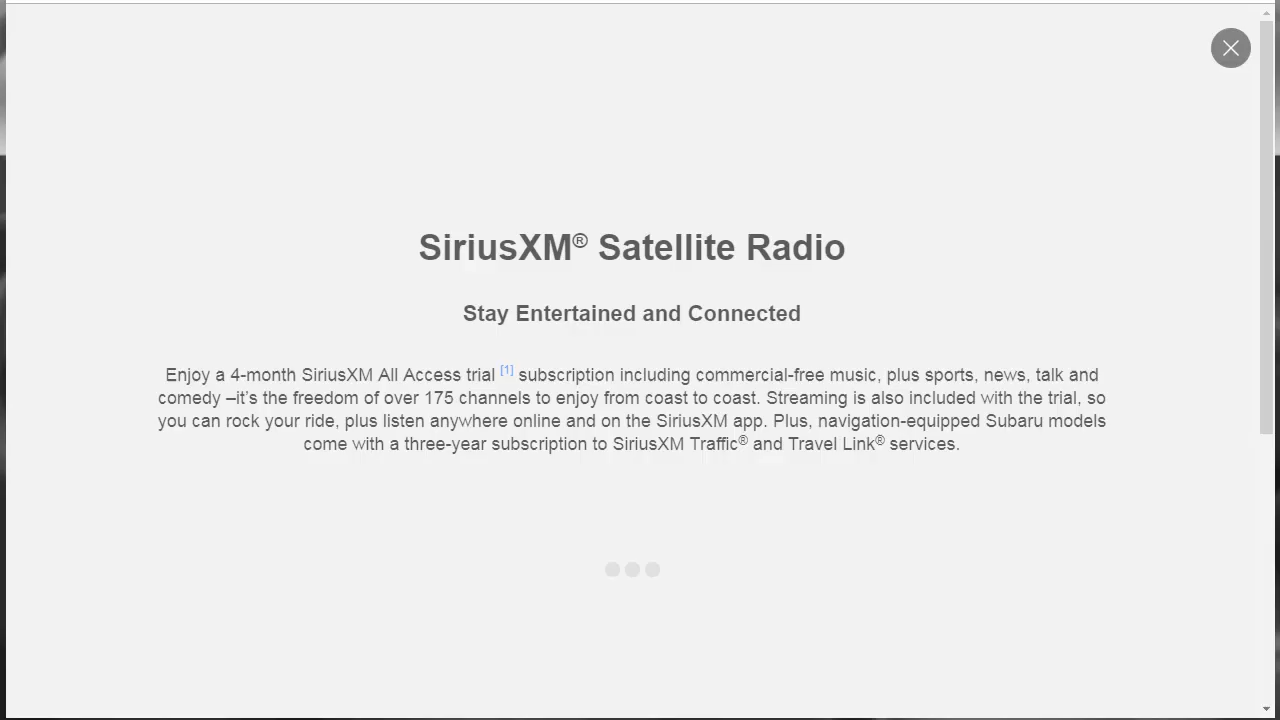 SiriusXM® Satellite Radio
Stay Entertained and Connected
Enjoy a 4-month SiriusXM All Access trial [1] subscription including commercial-free music, plus sports, news, talk and
comedy –it's the freedom of over 175 channels to enjoy from coast to coast. Streaming is also included with the trial, so
you can rock your ride, plus listen anywhere online and on the SiriusXM app. Plus, navigation-equipped Subaru models
come with a three-year subscription to SiriusXM Traffic® and Travel Link® services.